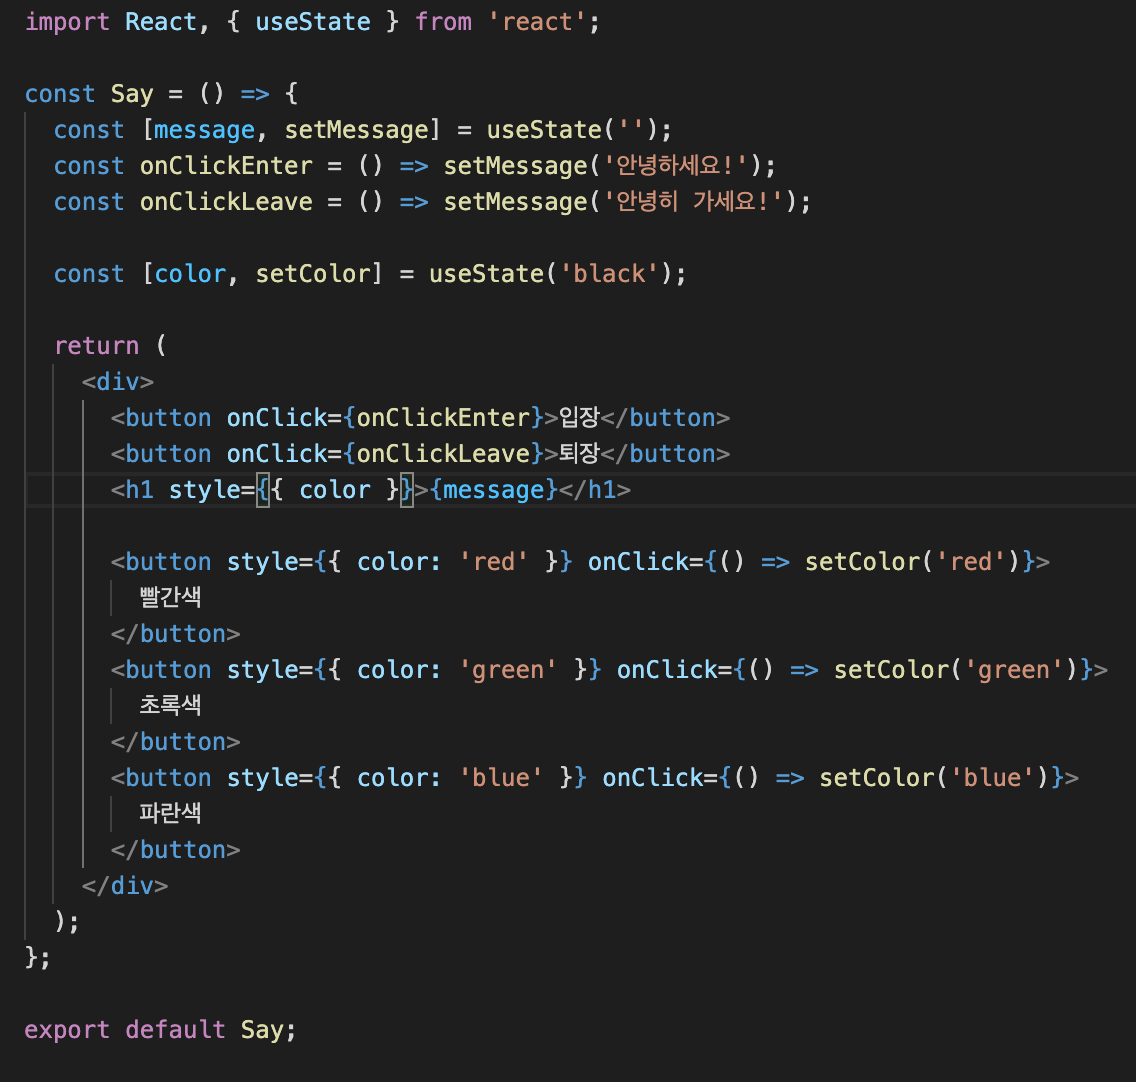 import React, { useState } from 'react';
const Say = () => {
const [message, setMessage] = useState('');
const onClickEnter = () => setMessage('안녕하세요!');
const onClickLeave = () => setMessage('안녕히 가세요!');
const [color, setColor] = useState('black');
return (
<div>
<button onClick={onClickEnter}>입장</button>
<button onClick={onClickLeave}>퇴장</button>
<h1 style={{ color }}>{message}</h1>
<button style={{ color: 'red' }} onClick={() => setColor('red')}>
빨간색
</button>
<button style={{ color: 'green' }} onClick={() => setColor('green')}>
초록색
</button>
<button style={{ color: 'blue' }} onClick={() => setColor('blue')}>
파란색
</button>
</div>
);
};
export default Say;